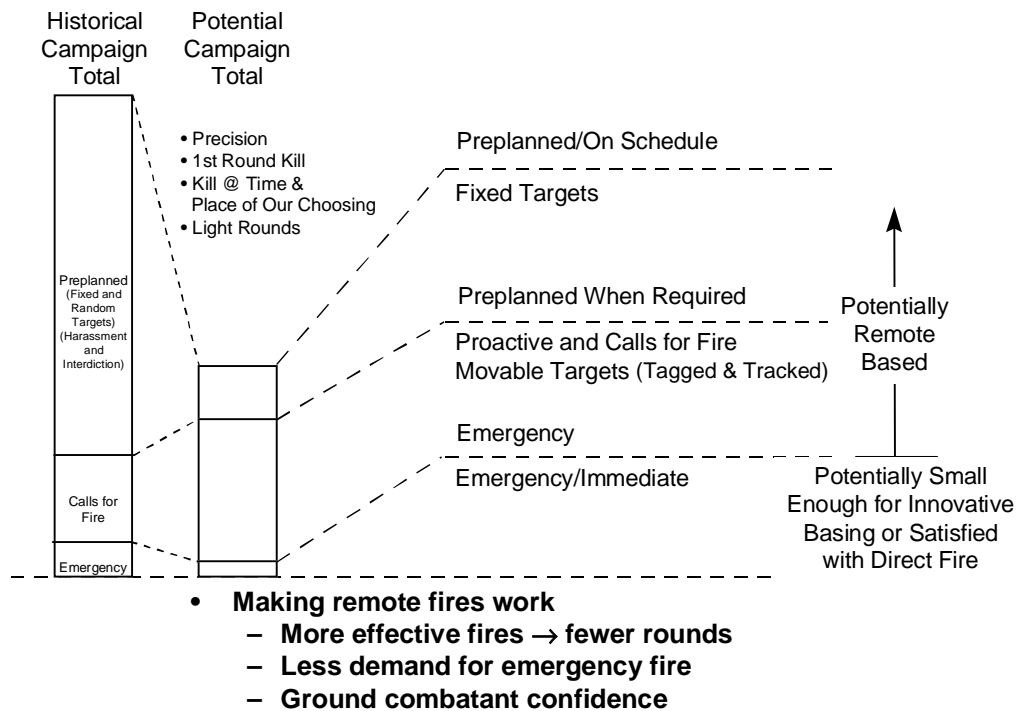 Historical
Campaign
Total
Potential
Campaign
Total
• Precision
• 1st Round Kill
• Kill @ Time &
Place of Our Choosing
• Light Rounds
Preplanned
(Fixed and
Random
Targets)
(Harassment
and
Interdiction)
Calls for
Fire
Emergency
Preplanned/On Schedule
Fixed Targets
Preplanned When Required
Proactive and Calls for Fire
Movable Targets (Tagged & Tracked)
Emergency
Emergency/Immediate
Potentially
Remote
Based
Potentially Small
Enough for Innovative
Basing or Satisfied
with Direct Fire
• Making remote fires work
– More effective fires → fewer rounds
– Less demand for emergency fire
– Ground combatant confidence